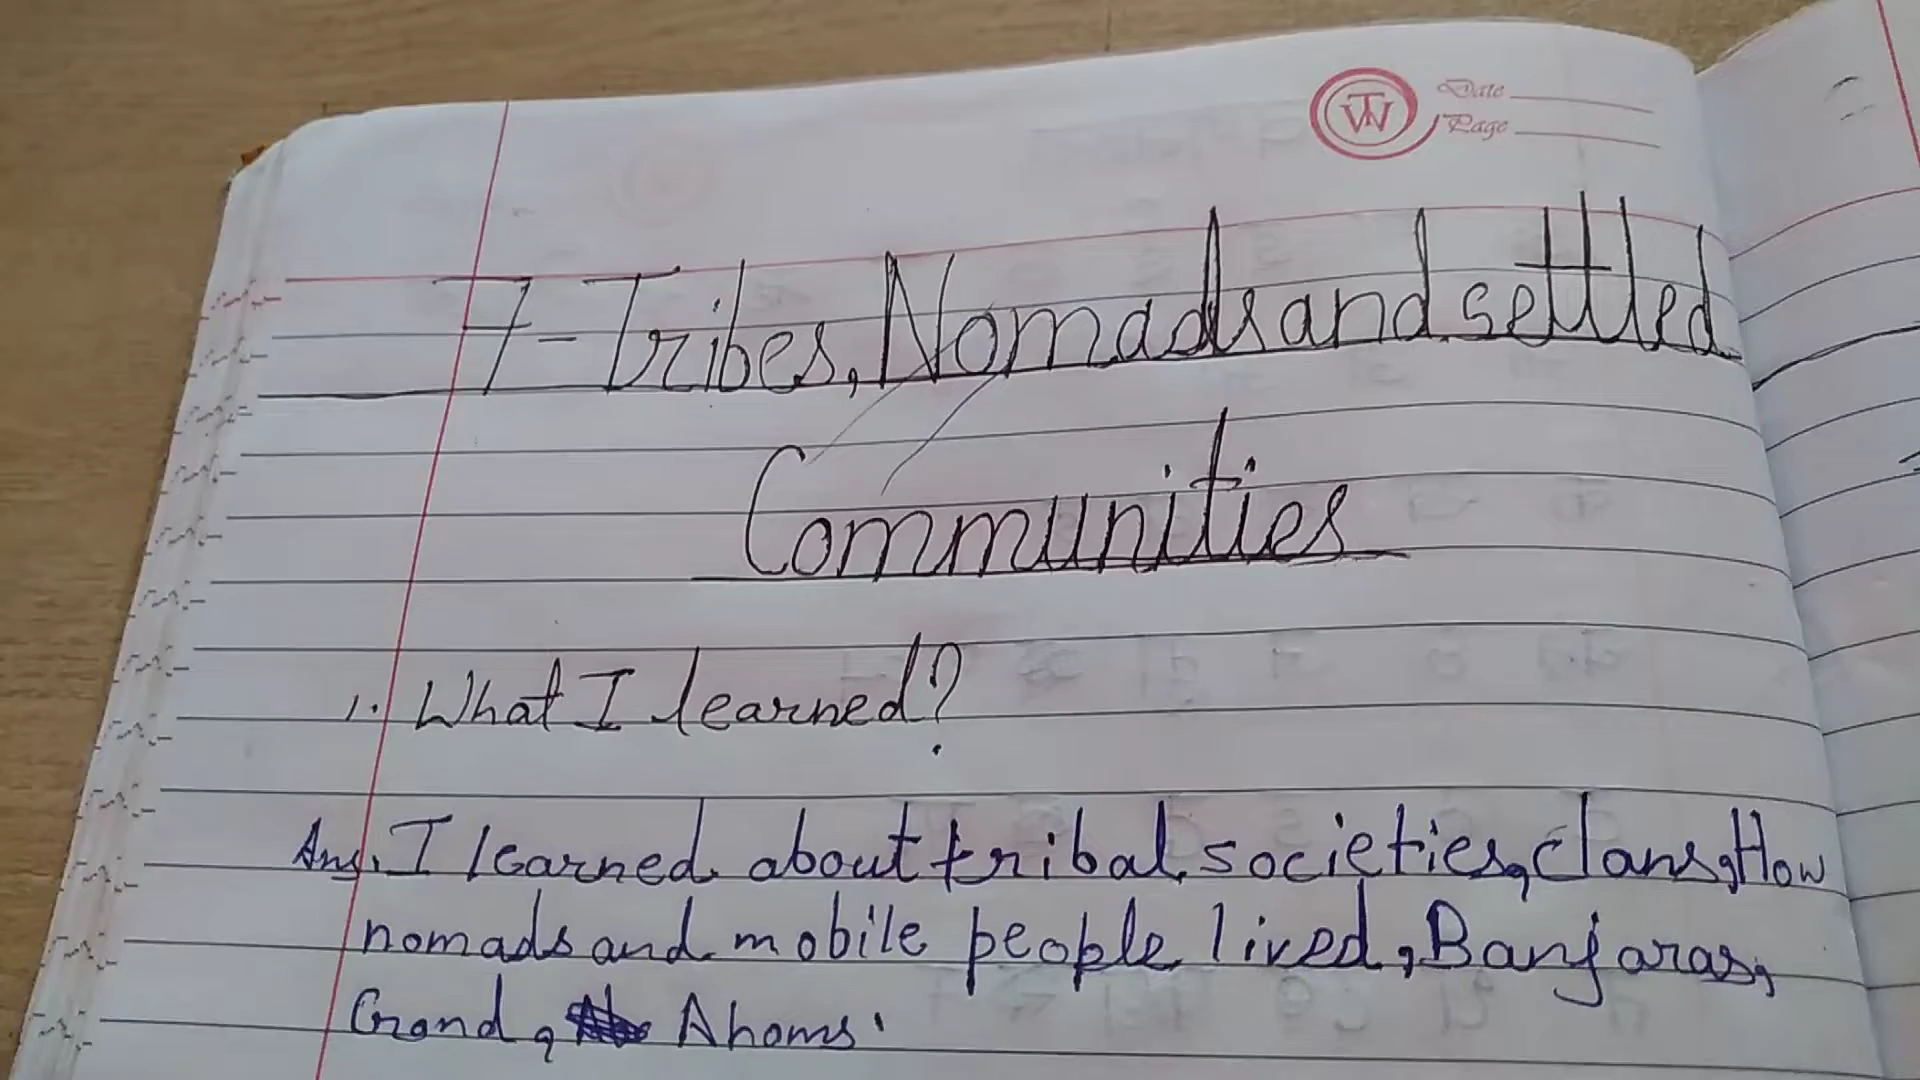 TW
Date
Page
7-Tribes, Nomads and settled
Communities
1. What I learned?
Ans. I learned about tribal societies, clans, How
nomads and mobile people lived, Banjaras,
Grond, Ahoms.